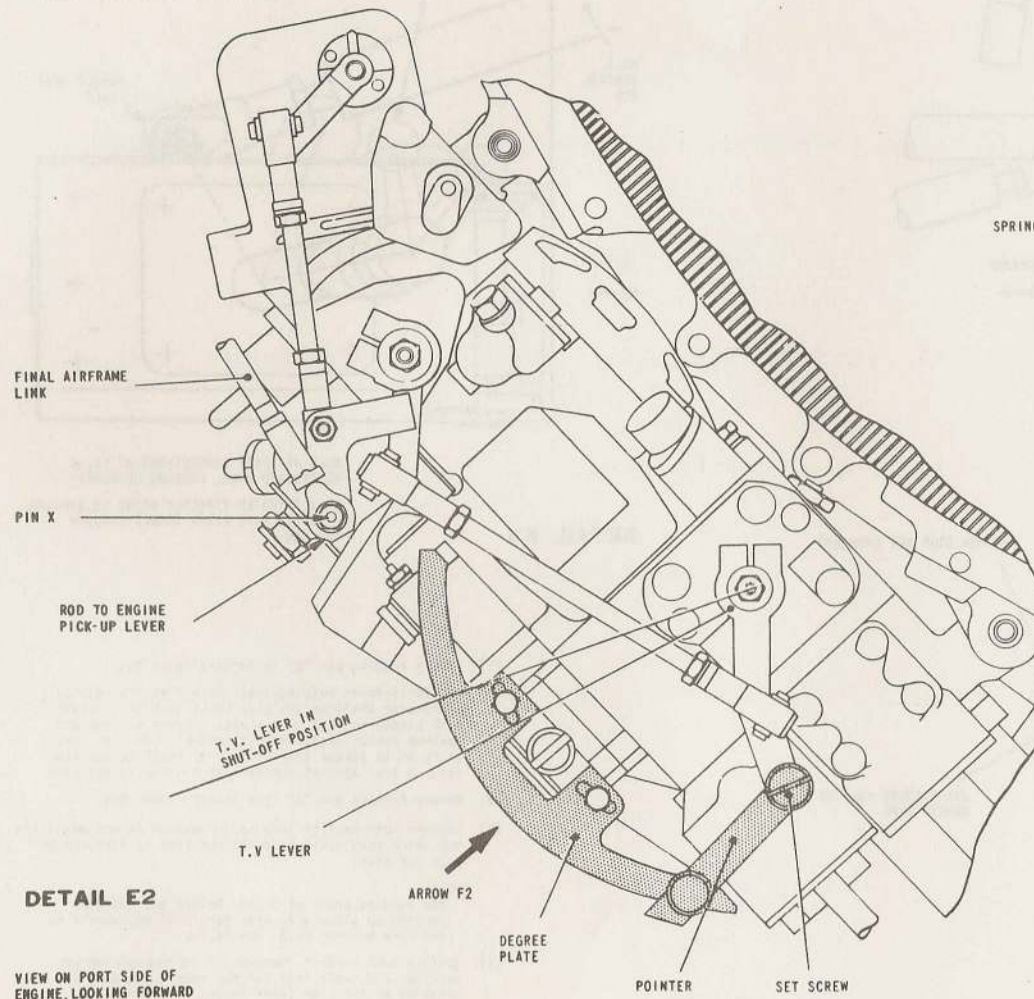 SPRING
FINAL AIRFRAME
LINK
PIN X
ROD TO ENGINE
PICK-UP LEVER
T.V. LEVER IN
SHUT-OFF POSITION
T.V LEVER
ARROW F2
DETAIL E2
DEGREE
PLATE
POINTER
SET SCREW
VIEW ON PORT SIDE OF
ENGINE, LOOKING FORWARD